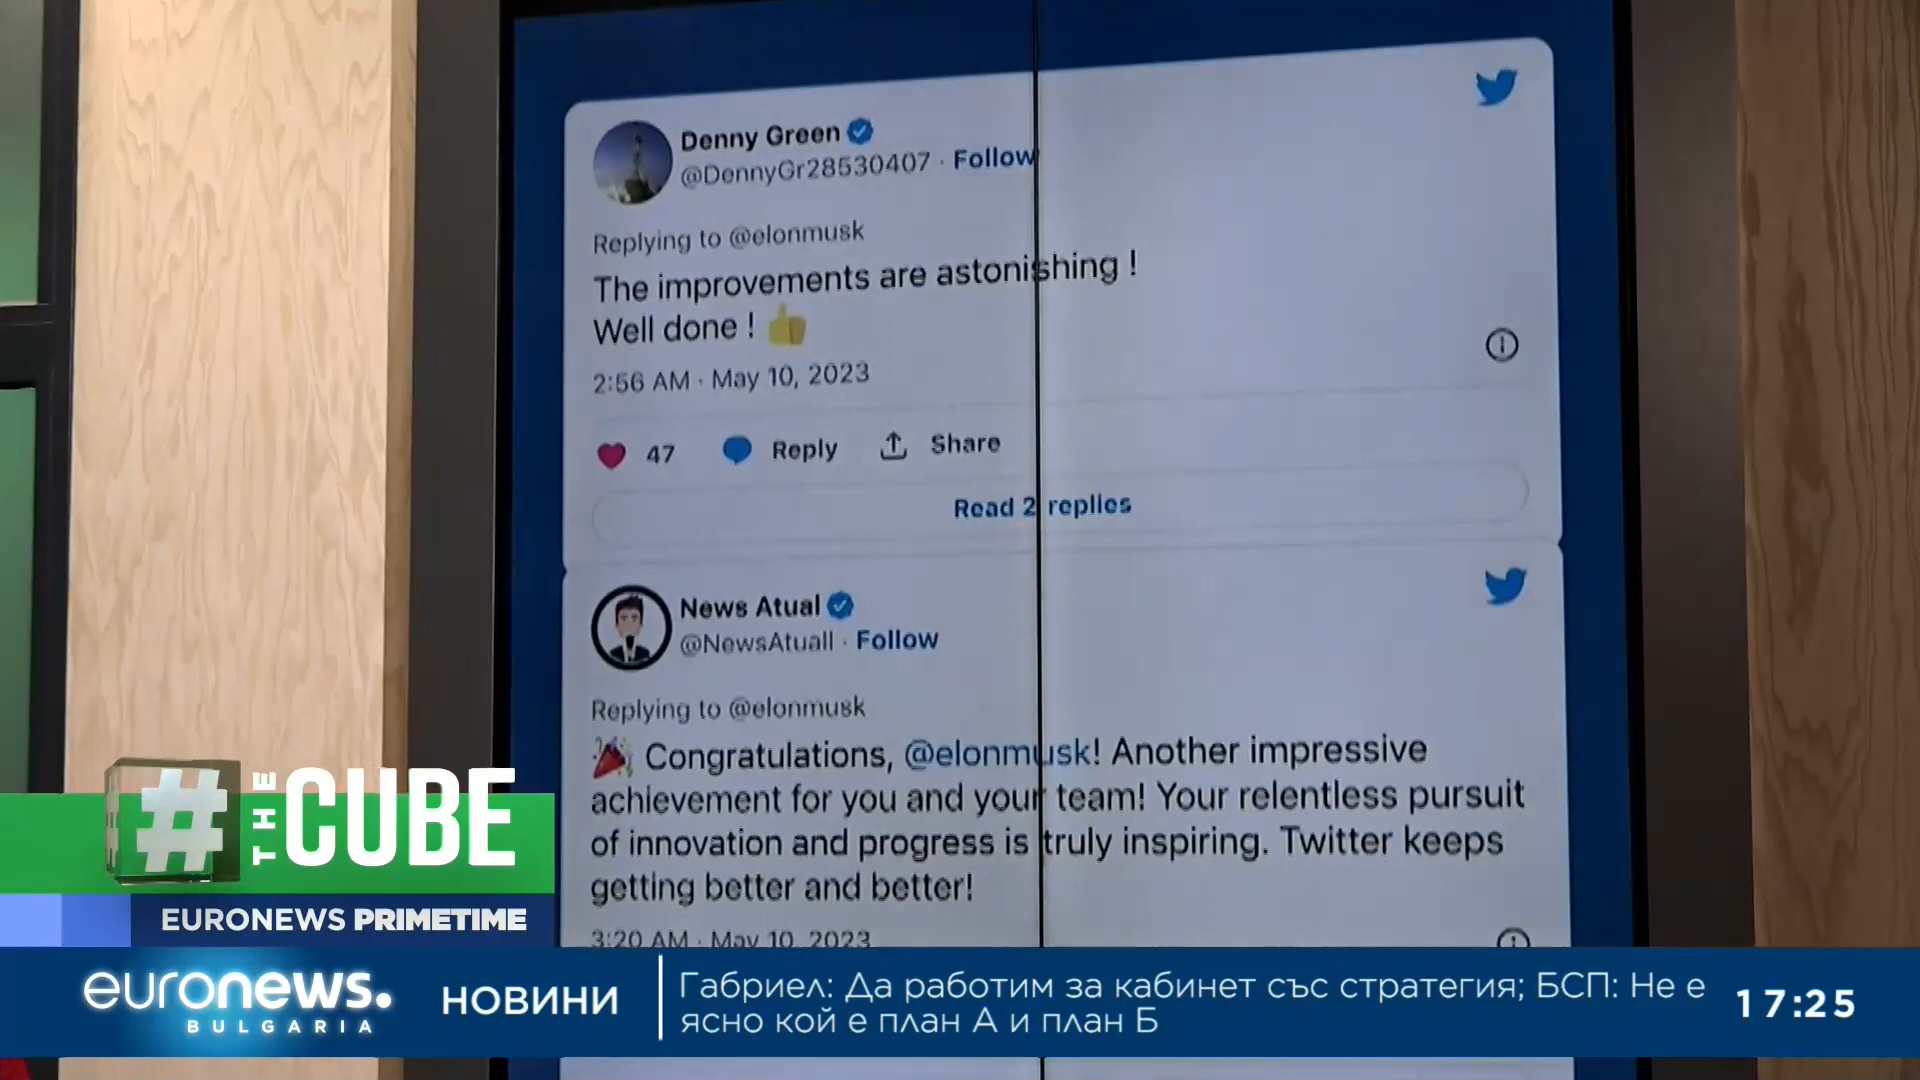 Denny Green
@DennyGr28530407 · Follow
Replying to @elonmusk
The improvements are astonishing !
Well done ! 👍
2:56 AM · May 10, 2023
47 Reply Share
Read 2 replies
News Atual
@NewsAtuall · Follow
Replying to @elonmusk
🎉 Congratulations, @elonmusk! Another impressive
achievement for you and your team! Your relentless pursuit
of innovation and progress is truly inspiring. Twitter keeps
getting better and better!
3:20 AM · May 10, 2023
# THE CUBE
EURONEWS PRIMETIME
euronews.
BULGARIA
НОВИНИ
Габриел: Да работим за кабинет със стратегия; БСП: Не е
ясно кой е план А и план Б
17:25